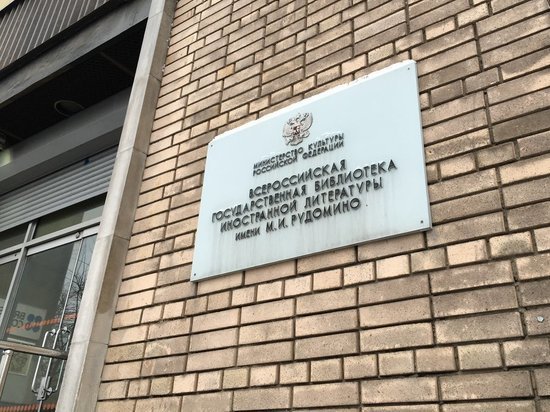 МИНИСТЕРСТВО КУЛЬТУРЫ
РОССИЙСКОЙ ФЕДЕРАЦИИ
ВСЕРОССИЙСКАЯ
ГОСУДАРСТВЕННАЯ БИБЛИОТЕКА
ИНОСТРАННОЙ ЛИТЕРАТУРЫ
ИМЕНИ М.И.РУДОМИНО